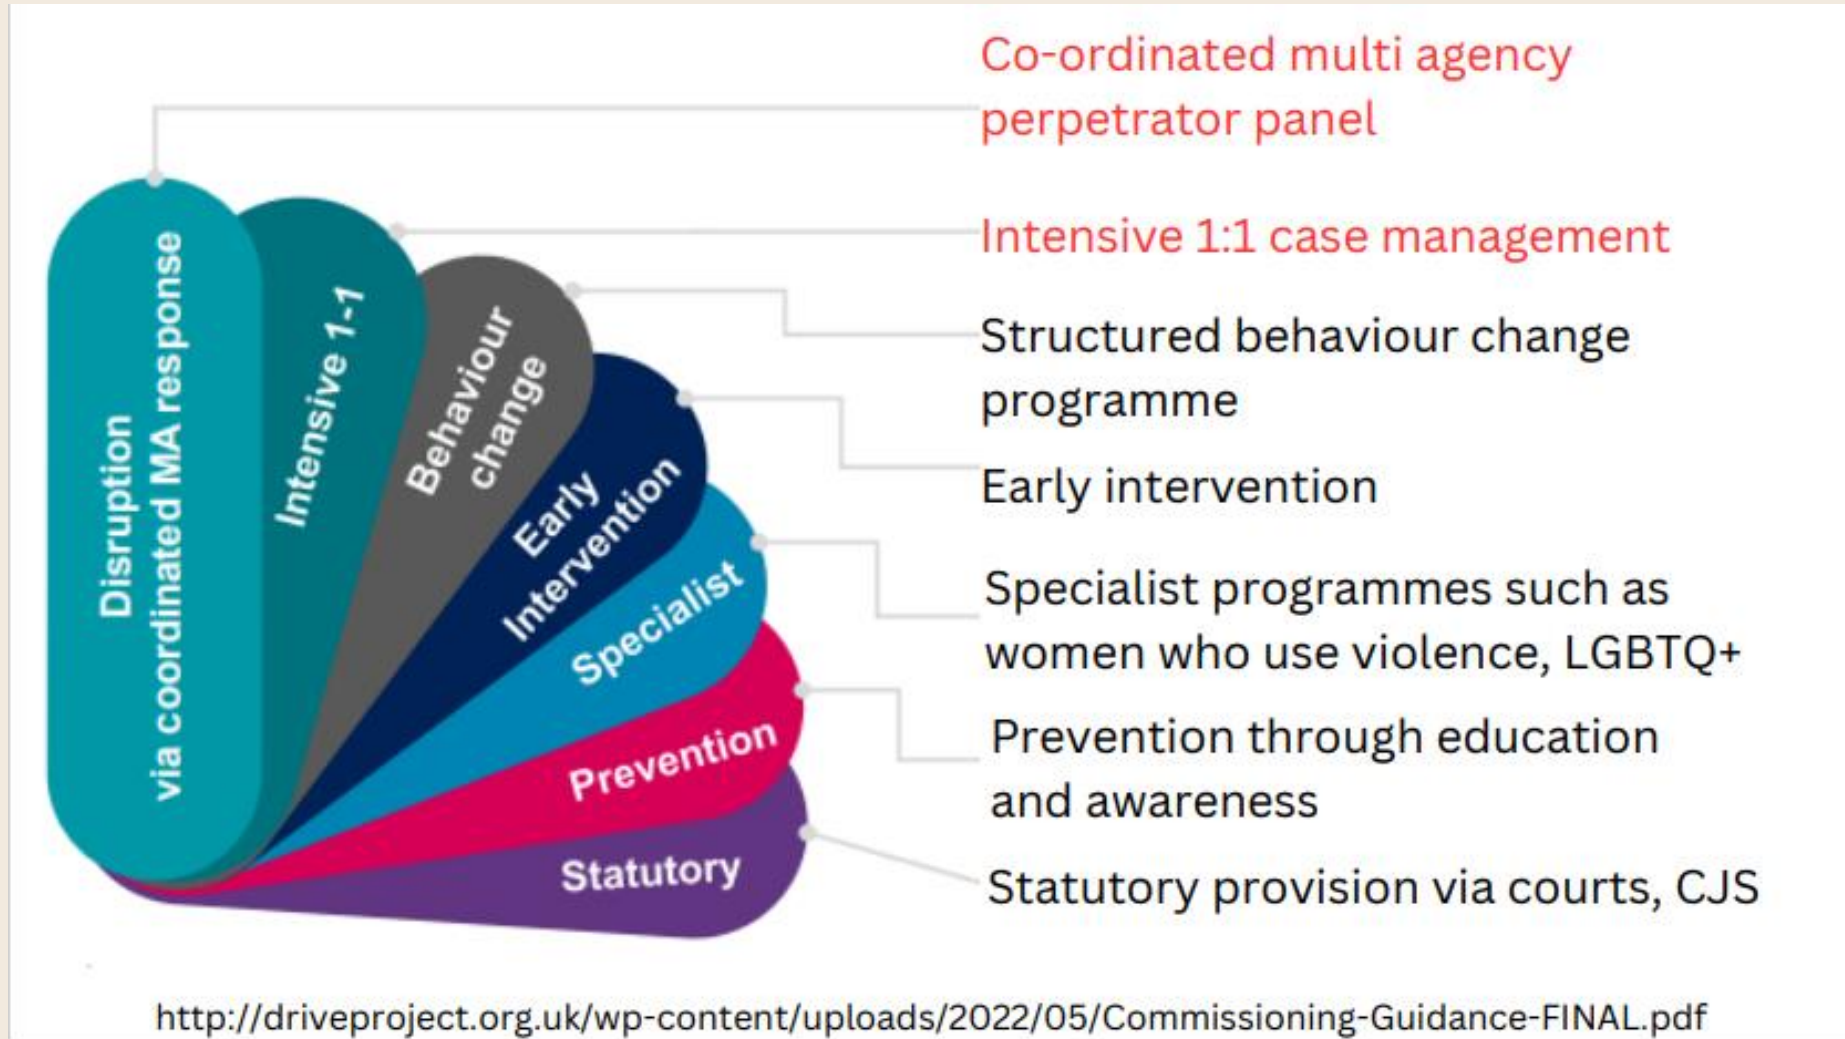 Co-ordinated multi agency
perpetrator panel
Intensive 1:1 case management
Structured behaviour change
programme
Early intervention
Specialist programmes such as
women who use violence, LGBTQ+
Prevention through education
and awareness
Statutory provision via courts, CJS
Disruption
via coordinated MA response
Intensive 1-1
Behaviour
change
Early
Intervention
Specialist
Prevention
Statutory
http://driveproject.org.uk/wp-content/uploads/2022/05/Commissioning-Guidance-FINAL.pdf